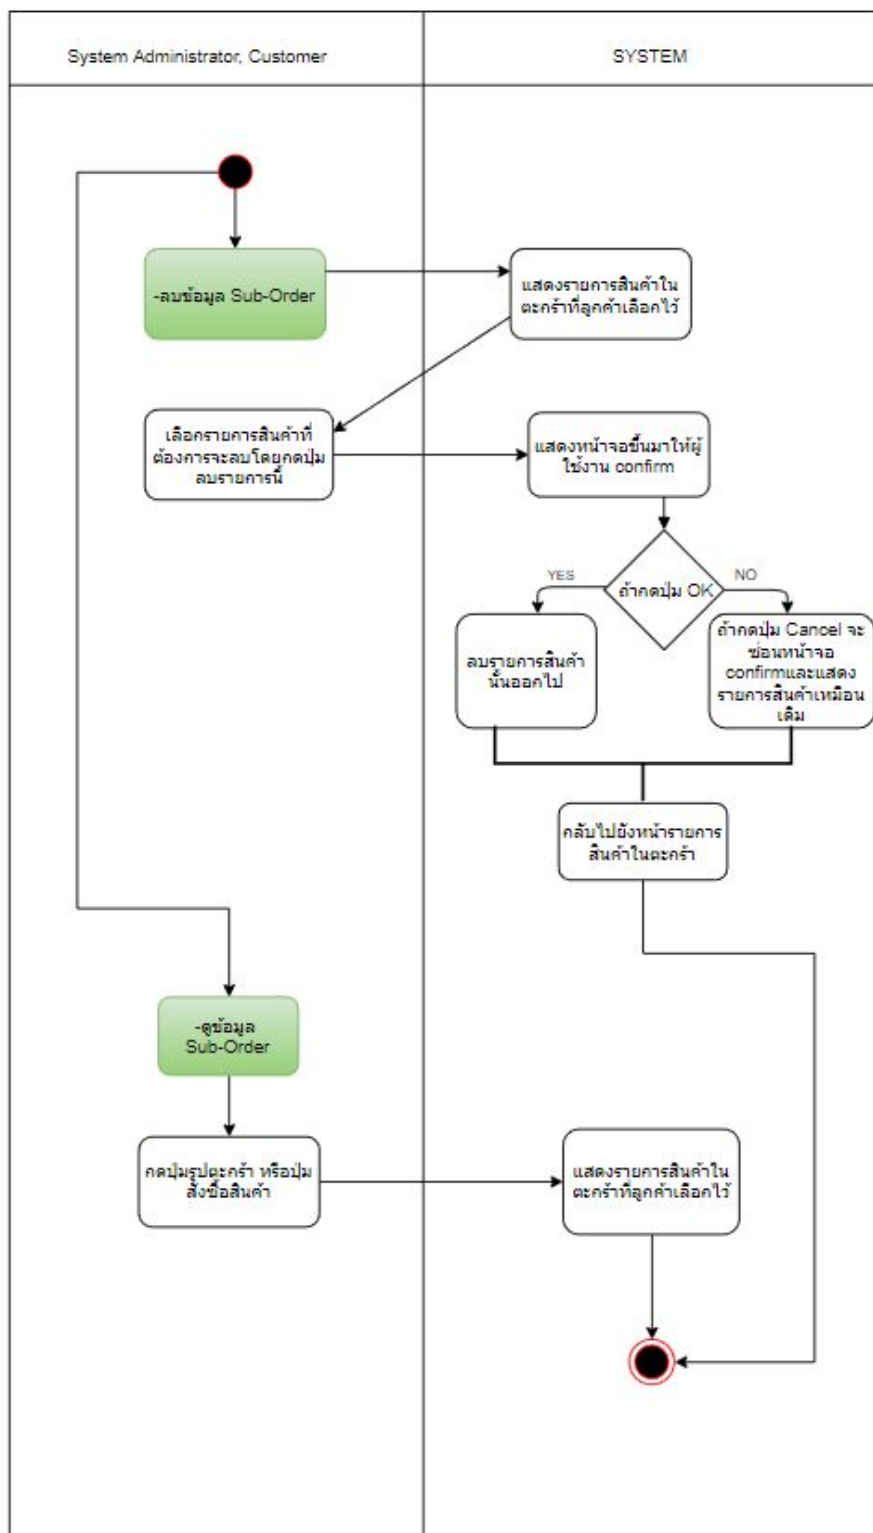 System Administrator, Customer
SYSTEM
-ลบข้อมูล Sub-Order
แสดงรายการสินค้าใน
ตะกร้าที่ลูกค้าเลือกไว้
เลือกรายการสินค้าที่
ต้องการจะลบโดยกดปุ่ม
ลบรายการนี้
แสดงหน้าจอขึ้นมาให้ผู้
ใช้งาน confirm
YES
ถ้ากดปุ่ม OK
NO
ลบรายการสินค้า
นั้นออกไป
ถ้ากดปุ่ม Cancel จะ
ซ่อนหน้าจอ
confirmและแสดง
รายการสินค้าเหมือน
เดิม
กลับไปยังหน้ารายการ
สินค้าในตะกร้า
-ดูข้อมูล
Sub-Order
กดปุ่มรูปตะกร้า หรือปุ่ม
สั่งซื้อสินค้า
แสดงรายการสินค้าใน
ตะกร้าที่ลูกค้าเลือกไว้